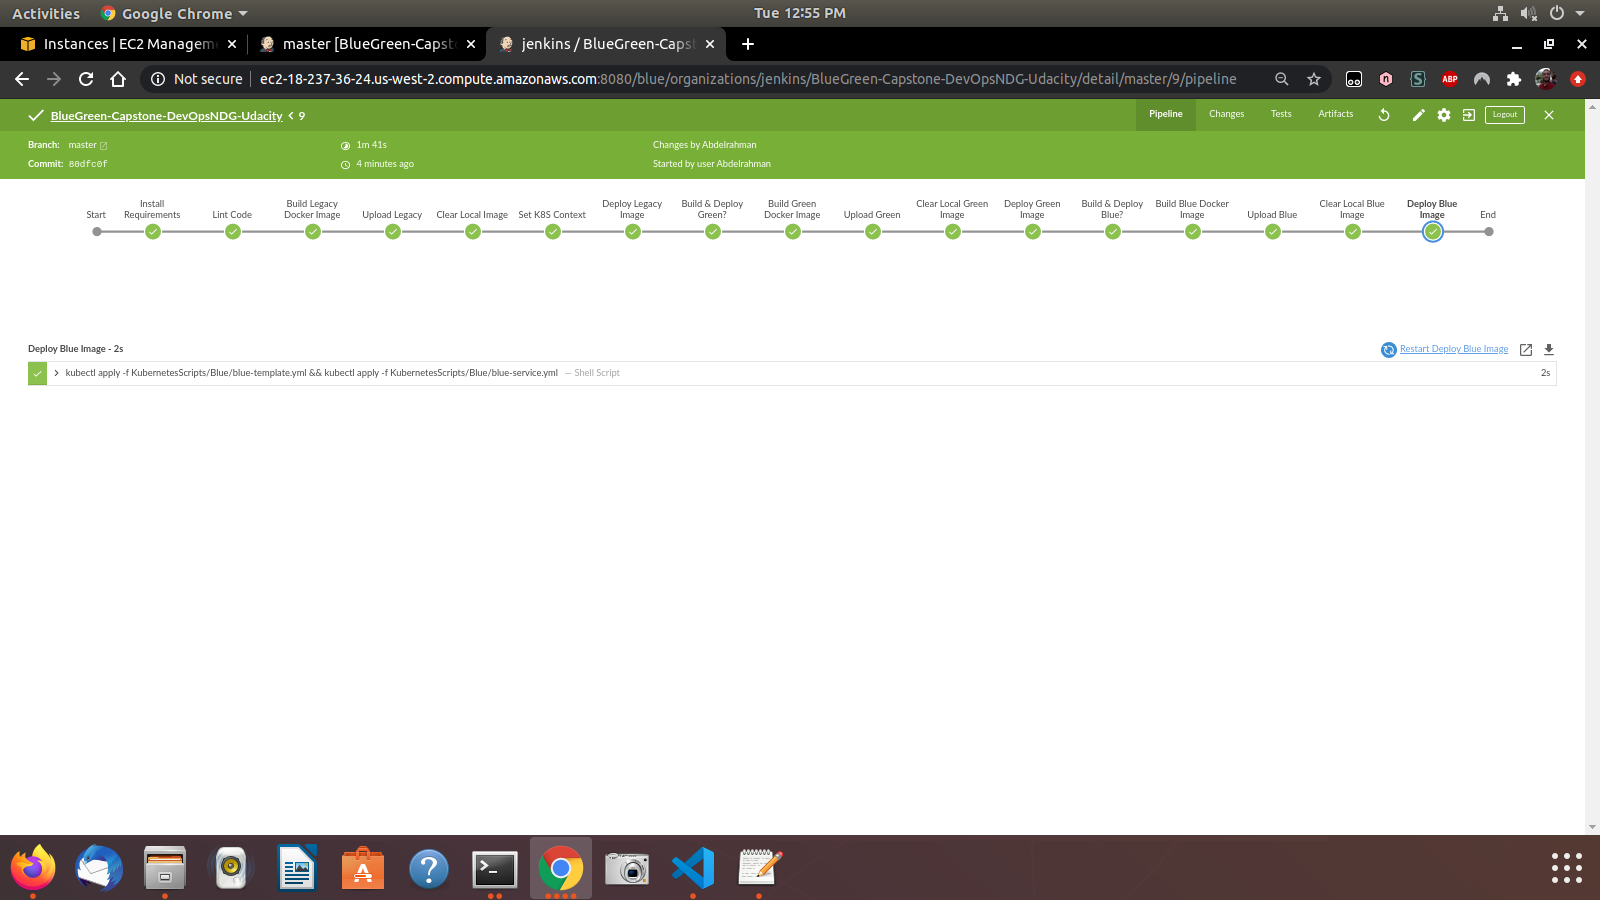 Activities
Google Chrome
Tue 12:55 PM
Instances | EC2 Managem
master [BlueGreen-Capst
jenkins / BlueGreen-Caps
Not secure
ec2-18-237-36-24.us-west-2.compute.amazonaws.com:8080/blue/organizations/jenkins/BlueGreen-Capstone-DevOpsNDG-Udacity/detail/master/9/pipeline
ABP
BlueGreen-Capstone-DevOpsNDG-Udacity < 9
Pipeline
Changes
Tests
Artifacts
Logout
Branch: master
1m 41s
Changes by Abdelrahman
Commit: 80dfc0f
4 minutes ago
Started by user Abdelrahman
Start
Install
Requirements
Lint Code
Build Legacy
Docker Image
Upload Legacy
Clear Local Image
Set K8S Context
Deploy Legacy
Image
Build & Deploy
Green?
Build Green
Docker Image
Upload Green
Clear Local Green
Image
Deploy Green
Image
Build & Deploy
Blue?
Build Blue Docker
Image
Upload Blue
Clear Local Blue
Image
Deploy Blue
Image
End
Deploy Blue Image - 2s
Restart Deploy Blue Image
kubectl apply -f KubernetesScripts/Blue/blue-template.yml && kubectl apply -f KubernetesScripts/Blue/blue-service.yml — Shell Script
2s